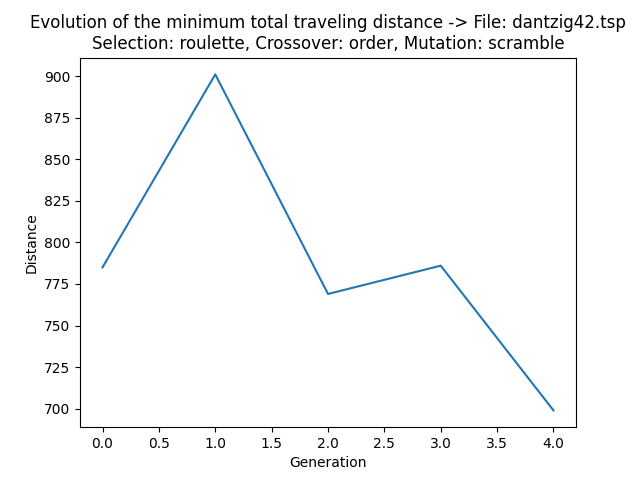 Evolution of the minimum total traveling distance -> File: dantzig42.tsp
Selection: roulette, Crossover: order, Mutation: scramble
900
875
850
825
800
775
750
725
700
Distance
0.0 0.5 1.0 1.5 2.0 2.5 3.0 3.5 4.0
Generation